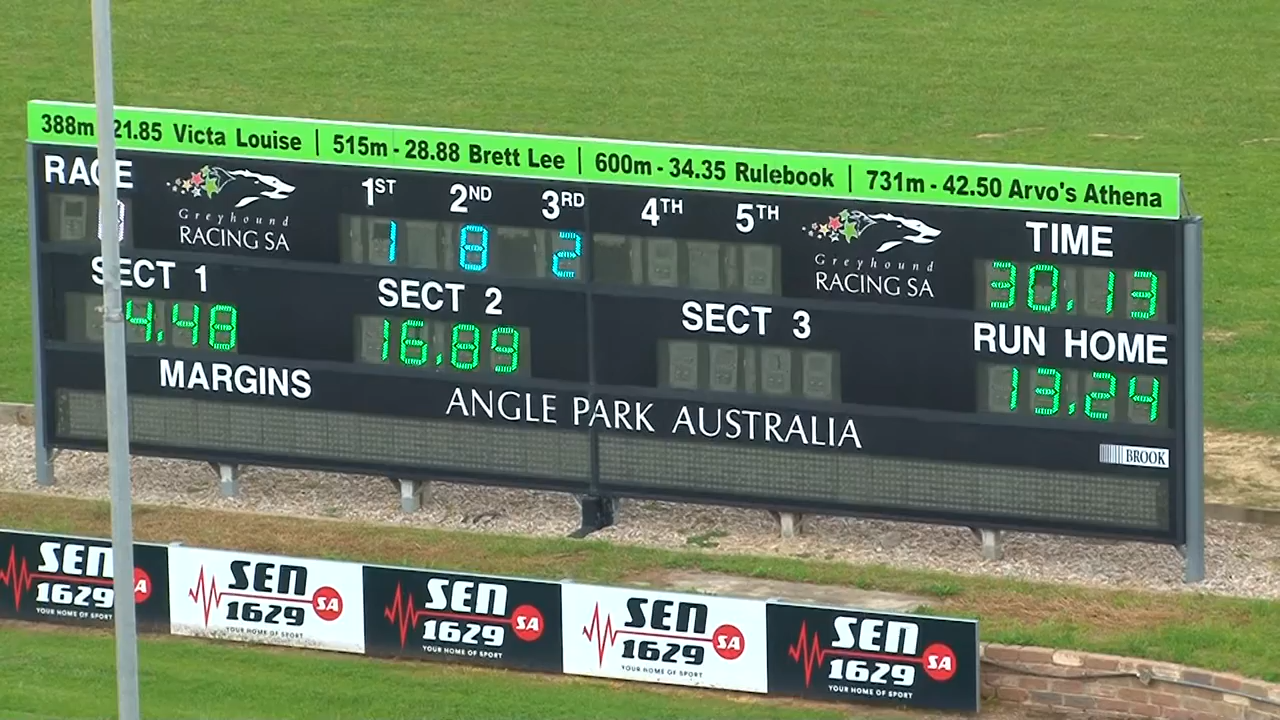 388m 21.85 Victa Louise | 515m - 28.88 Brett Lee | 600m - 34.35 Rulebook | 731m - 42.50 Arvo's Athena
RACE
Greyhound
RACING SA
1ST 2ND 3RD 4TH 5TH
1 8 2
Greyhound
RACING SA
TIME
30.13
SECT 1
4.48
SECT 2
16.89
SECT 3
RUN HOME
13.24
MARGINS
ANGLE PARK AUSTRALIA
BROOK
SEN
1629
YOUR HOME OF SPORT
SEN
1629
SA
YOUR HOME OF SPORT
SEN
1629
SA
YOUR HOME OF SPORT
SEN
1629
SA
YOUR HOME OF SPORT
SEN
1629
SA
YOUR HOME OF SPORT